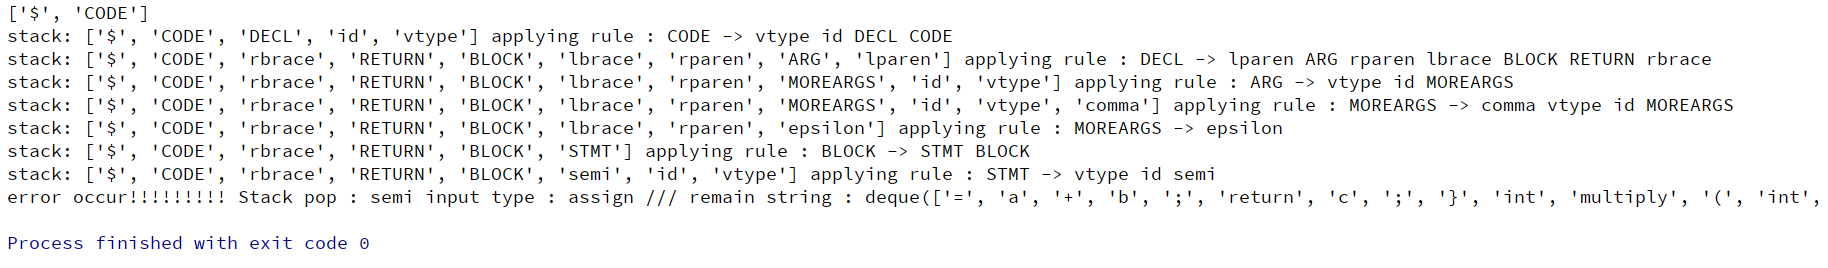 ['$', 'CODE']
stack: ['$', 'CODE', 'DECL', 'id', 'vtype'] applying rule : CODE -> vtype id DECL CODE
stack: ['$', 'CODE', 'rbrace', 'RETURN', 'BLOCK', 'lbrace', 'rparen', 'ARG', 'lparen'] applying rule : DECL -> lparen ARG rparen lbrace BLOCK RETURN rbrace
stack: ['$', 'CODE', 'rbrace', 'RETURN', 'BLOCK', 'lbrace', 'rparen', 'MOREARGS', 'id', 'vtype'] applying rule : ARG -> vtype id MOREARGS
stack: ['$', 'CODE', 'rbrace', 'RETURN', 'BLOCK', 'lbrace', 'rparen', 'MOREARGS', 'id', 'vtype', 'comma'] applying rule : MOREARGS -> comma vtype id MOREARGS
stack: ['$', 'CODE', 'rbrace', 'RETURN', 'BLOCK', 'lbrace', 'rparen', 'epsilon'] applying rule : MOREARGS -> epsilon
stack: ['$', 'CODE', 'rbrace', 'RETURN', 'BLOCK', 'STMT'] applying rule : BLOCK -> STMT BLOCK
stack: ['$', 'CODE', 'rbrace', 'RETURN', 'BLOCK', 'semi', 'id', 'vtype'] applying rule : STMT -> vtype id semi
error occur!!!!!!!!! Stack pop : semi input type : assign /// remain string : deque(['=', 'a', '+', 'b', ';', 'return', 'c', ';', '}', 'int', 'multiply', '(', 'int',
Process finished with exit code 0